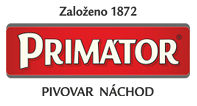 Založeno 1872
PRIMÁTOR®
PIVOVAR NÁCHOD